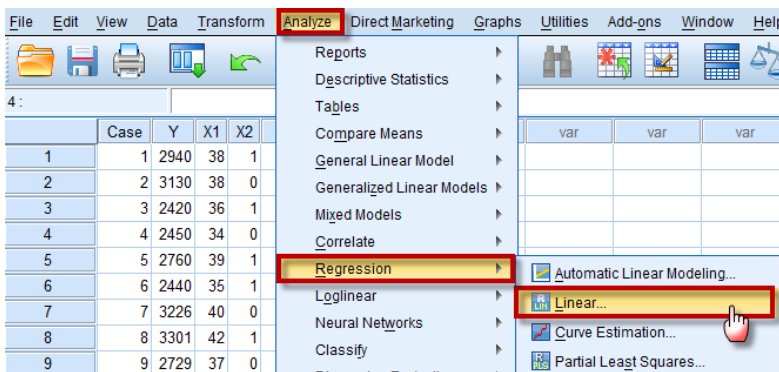 File Edit View Data Transform Analyze Direct Marketing Graphs Utilities Add-ons Window Help
4 :
Case Y X1 X2 var var var
1 1 2940 38 1
2 2 3130 38 0
3 3 2420 36 1
4 4 2450 34 0
5 5 2760 39 1
6 6 2440 35 1
7 7 3226 40 0
8 8 3301 42 1
9 9 2729 37 0
Reports
Descriptive Statistics
Tables
Compare Means
General Linear Model
Generalized Linear Models
Mixed Models
Correlate
Regression
Loglinear
Neural Networks
Classify
Automatic Linear Modeling...
Linear...
Curve Estimation...
Partial Least Squares...